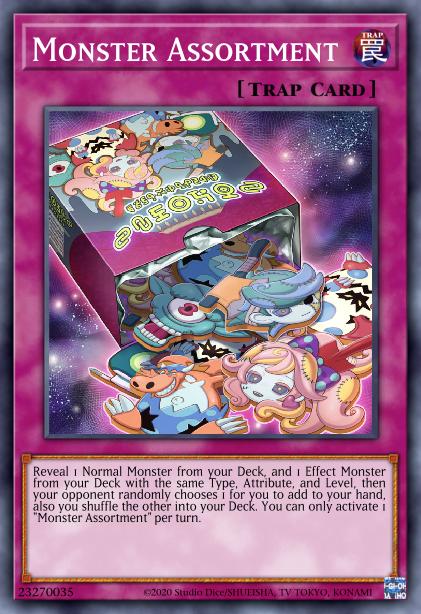 MONSTER ASSORTMENT
TRAP
罠
[TRAP CARD]
Reveal 1 Normal Monster from your Deck, and 1 Effect Monster
from your Deck with the same Type, Attribute, and Level, then
your opponent randomly chooses 1 for you to add to your hand,
also you shuffle the other into your Deck. You can only activate 1
"Monster Assortment" per turn.
23270035
©2020 Studio Dice/SHUEISHA, TV TOKYO, KONAMI